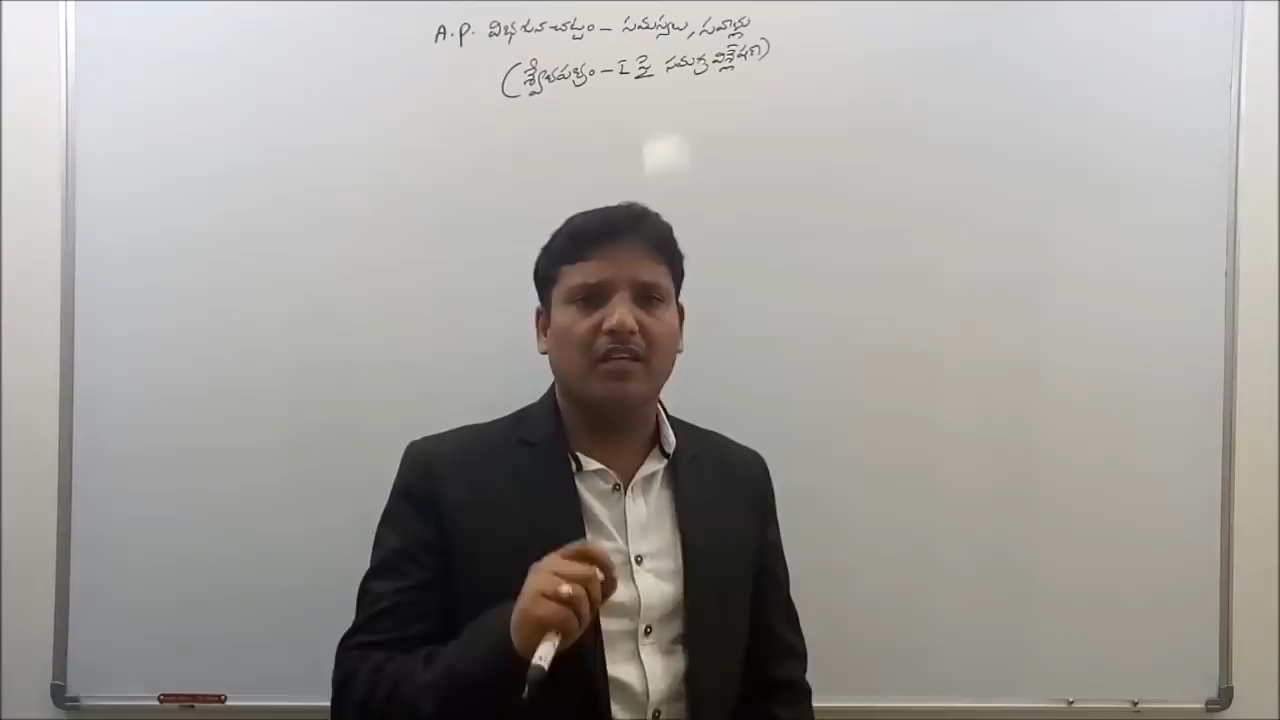 A.P. విభజన చట్టం - సమస్యలు, సవాళ్లు
(శ్వేతపత్రం - I పై సమగ్ర విశ్లేషణ)